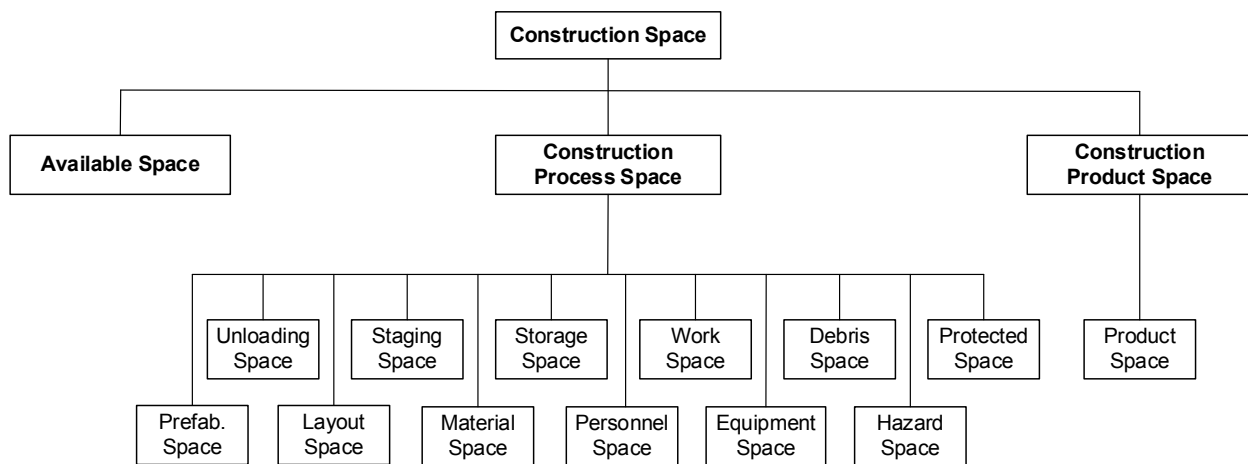 Construction Space
Available Space
Construction
Process Space
Construction
Product Space
Unloading
Space
Staging
Space
Storage
Space
Work
Space
Debris
Space
Protected
Space
Product
Space
Prefab.
Space
Layout
Space
Material
Space
Personnel
Space
Equipment
Space
Hazard
Space